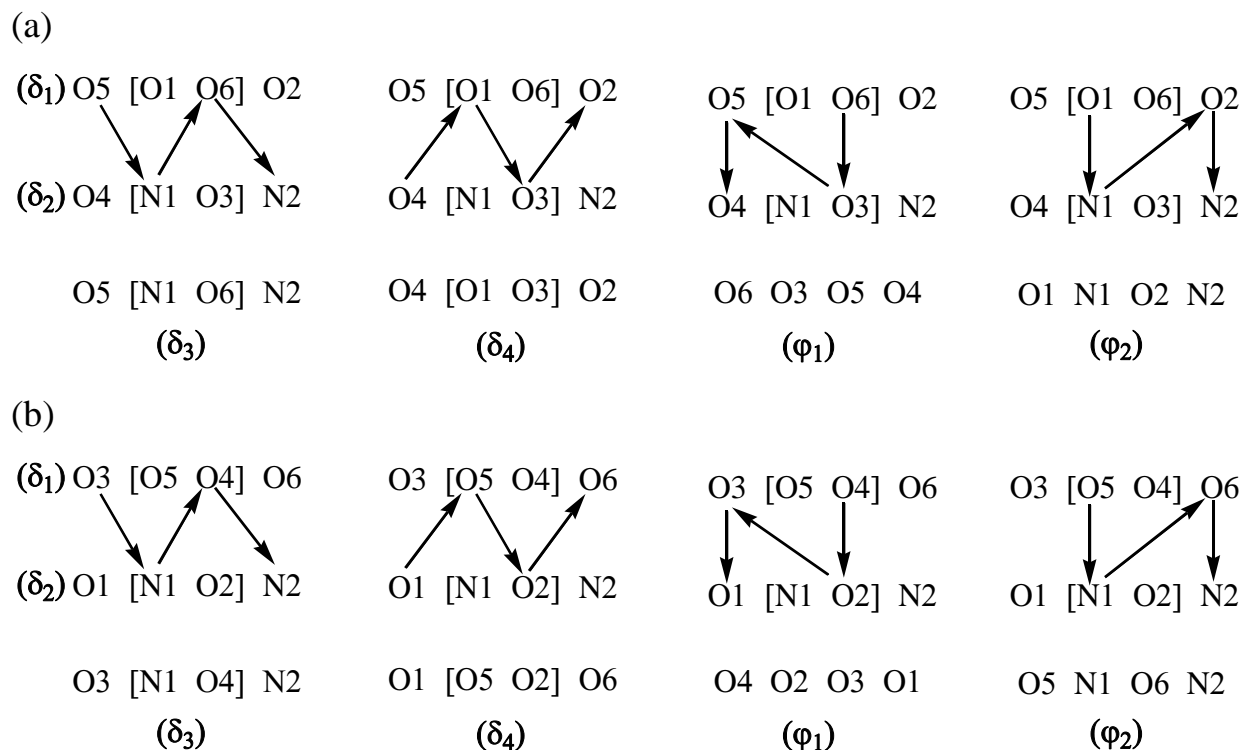 (a)
(δ1) O5 [O1 O6] O2 O5 [O1 O6] O2 O5 [O1 O6] O2 O5 [O1 O6] O2
(δ2) O4 [N1 O3] N2 O4 [N1 O3] N2 O4 [N1 O3] N2 O4 [N1 O3] N2
O5 [N1 O6] N2 O4 [O1 O3] O2 O6 O3 O5 O4 O1 N1 O2 N2
(δ3) (δ4) (φ1) (φ2)
(b)
(δ1) O3 [O5 O4] O6 O3 [O5 O4] O6 O3 [O5 O4] O6 O3 [O5 O4] O6
(δ2) O1 [N1 O2] N2 O1 [N1 O2] N2 O1 [N1 O2] N2 O1 [N1 O2] N2
O3 [N1 O4] N2 O1 [O5 O2] O6 O4 O2 O3 O1 O5 N1 O6 N2
(δ3) (δ4) (φ1) (φ2)